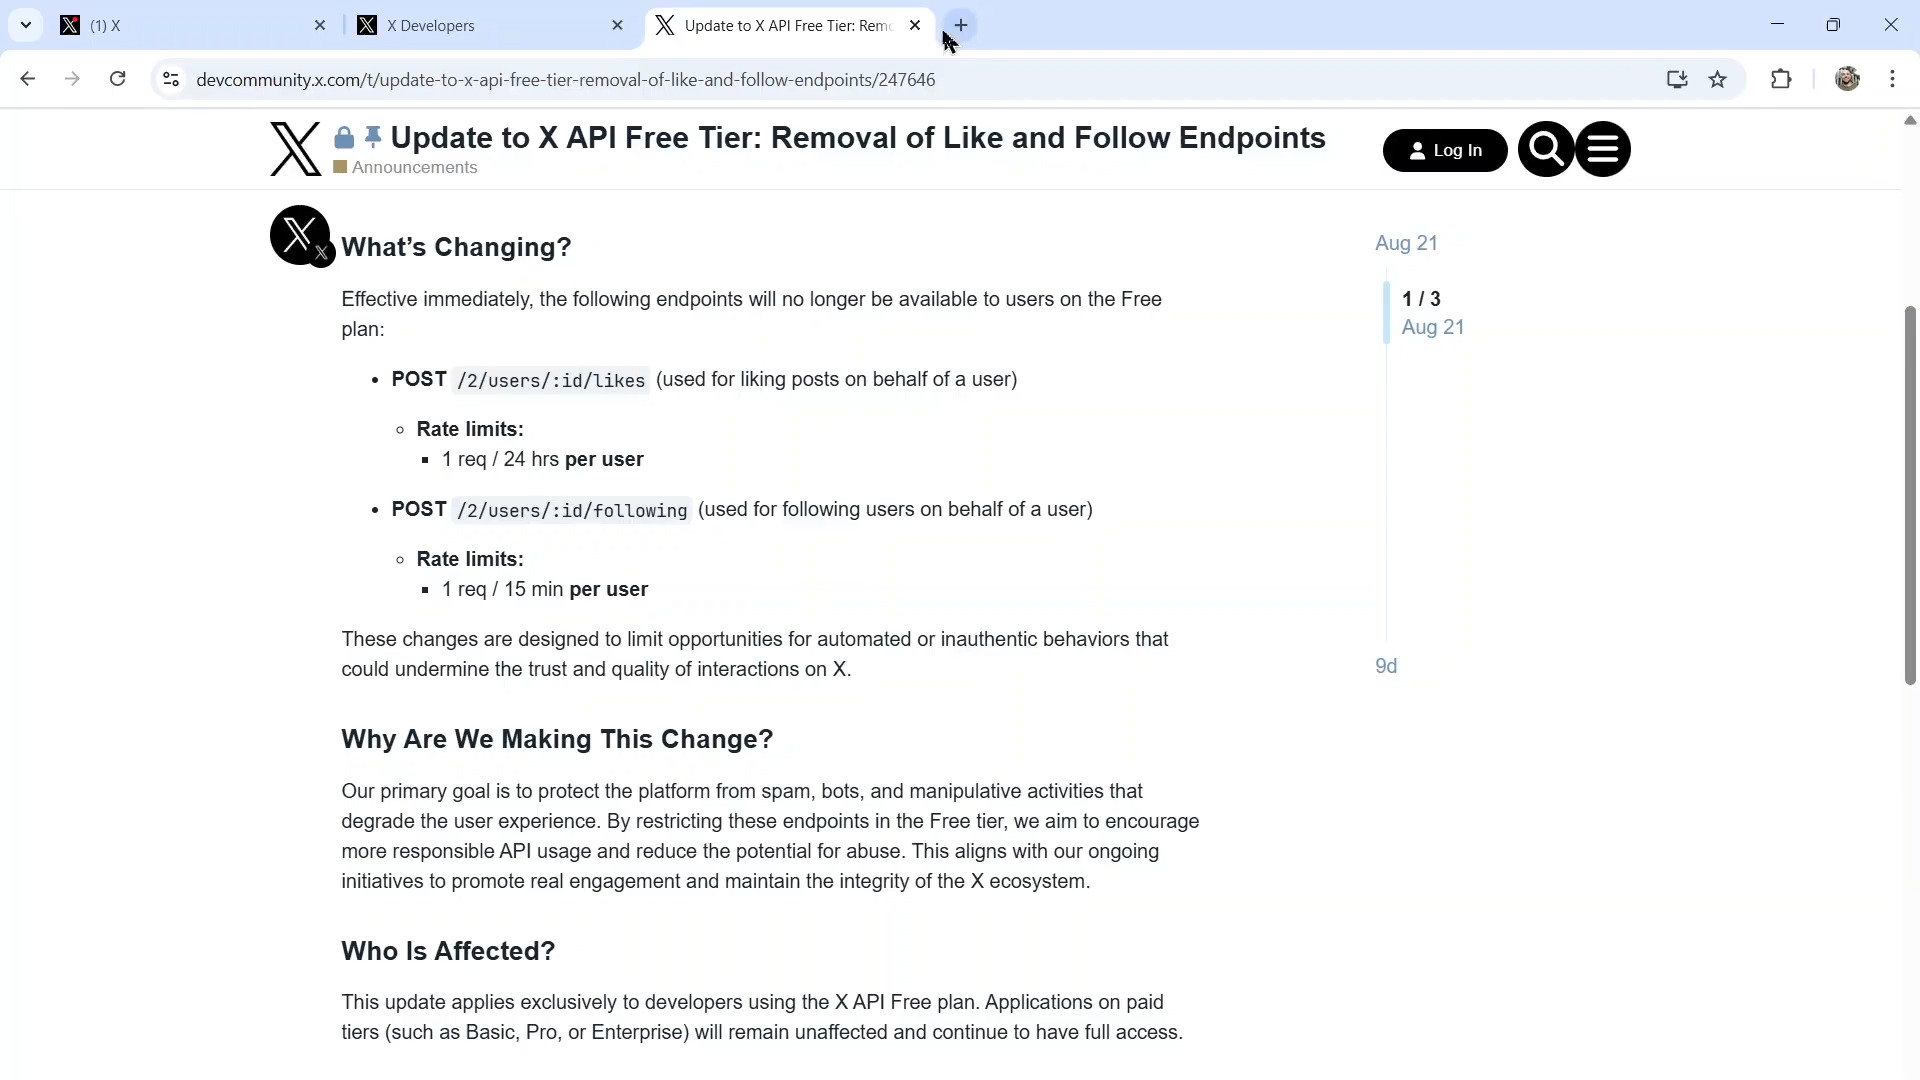 (1) X
X Developers
Update to X API Free Tier: Remo
devcommunity.x.com/t/update-to-x-api-free-tier-removal-of-like-and-follow-endpoints/247646
Update to X API Free Tier: Removal of Like and Follow Endpoints
Announcements
Log In
What’s Changing?
Effective immediately, the following endpoints will no longer be available to users on the Free
plan:
• POST /2/users/:id/likes (used for liking posts on behalf of a user)
◦ Rate limits:
▪ 1 req / 24 hrs per user
• POST /2/users/:id/following (used for following users on behalf of a user)
◦ Rate limits:
▪ 1 req / 15 min per user
These changes are designed to limit opportunities for automated or inauthentic behaviors that
could undermine the trust and quality of interactions on X.
Why Are We Making This Change?
Our primary goal is to protect the platform from spam, bots, and manipulative activities that
degrade the user experience. By restricting these endpoints in the Free tier, we aim to encourage
more responsible API usage and reduce the potential for abuse. This aligns with our ongoing
initiatives to promote real engagement and maintain the integrity of the X ecosystem.
Who Is Affected?
This update applies exclusively to developers using the X API Free plan. Applications on paid
tiers (such as Basic, Pro, or Enterprise) will remain unaffected and continue to have full access.
Aug 21
1 / 3
Aug 21
9d